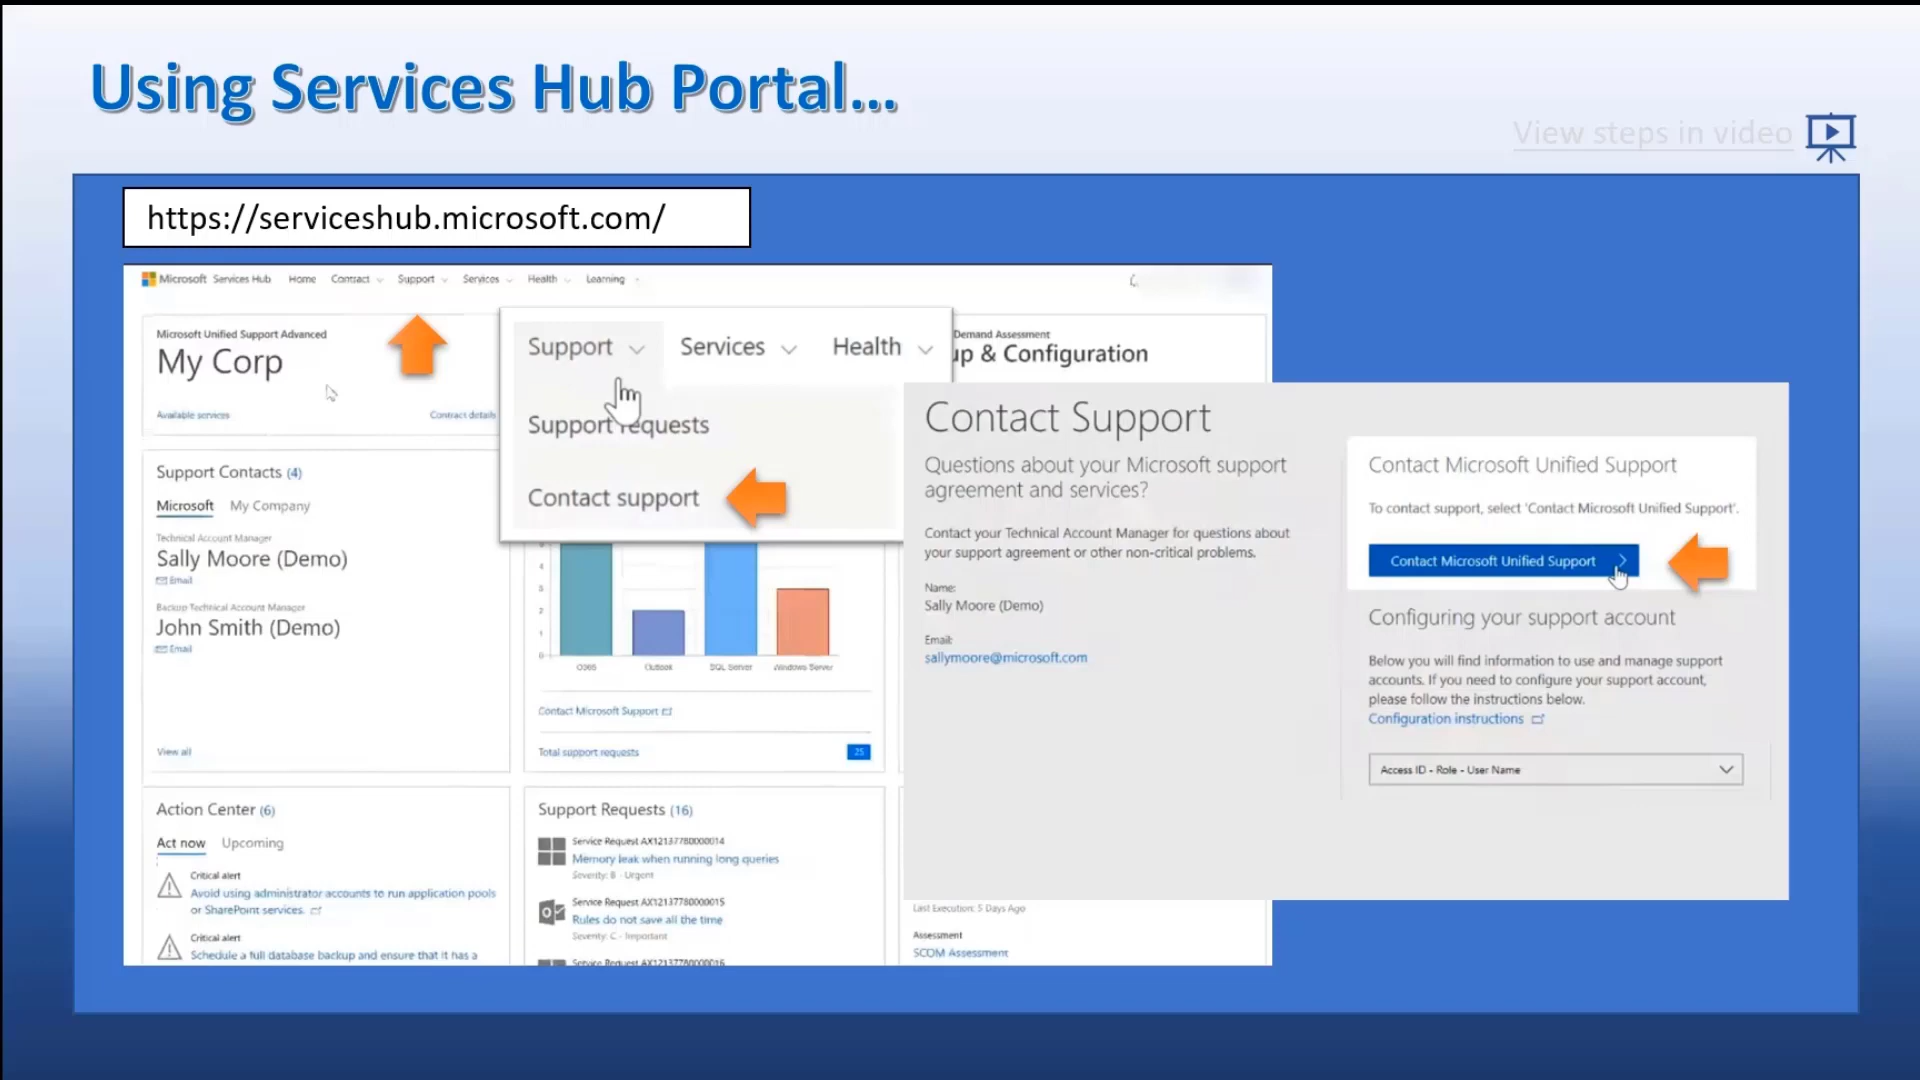 Using Services Hub Portal...
View steps in video
https://serviceshub.microsoft.com/
Microsoft Services Hub Home Contract Support Services Health Learning
Microsoft Unified Support Advanced
My Corp
Available services Contract details
Support Services Health
Support requests
Contact support
Demand Assessment
up & Configuration
Support Contacts (4)
Microsoft My Company
Technical Account Manager
Sally Moore (Demo)
Email
Backup Technical Account Manager
John Smith (Demo)
Email
View all
4
3
2
1
0
O365 Outlook SQL Server Windows Server
Contact Microsoft Support
Total support requests 25
Contact Support
Questions about your Microsoft support
agreement and services?
Contact your Technical Account Manager for questions about
your support agreement or other non-critical problems.
Name:
Sally Moore (Demo)
Email:
sallymoore@microsoft.com
Contact Microsoft Unified Support
To contact support, select 'Contact Microsoft Unified Support'.
Contact Microsoft Unified Support
Configuring your support account
Below you will find information to use and manage support
accounts. If you need to configure your support account,
please follow the instructions below.
Configuration instructions
Access ID - Role - User Name
Action Center (6)
Act now Upcoming
Critical alert
Avoid using administrator accounts to run application pools
or SharePoint services.
Critical alert
Schedule a full database backup and ensure that it has a
Support Requests (16)
Service Request AX12137780000014
Memory leak when running long queries
Severity: B - Urgent
Service Request AX12137780000015
Rules do not save all the time
Severity: C - Important
Service Request AX12137780000016
Last Execution: 5 Days Ago
Assessment
SCOM Assessment